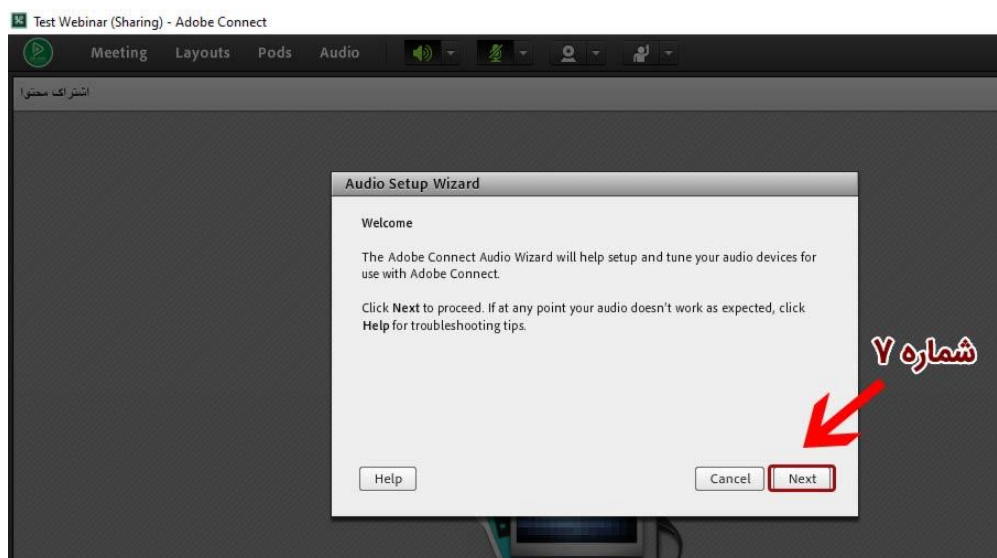 Test Webinar (Sharing) - Adobe Connect
Meeting Layouts Pods Audio
اشتراک محتوا
Audio Setup Wizard
Welcome
The Adobe Connect Audio Wizard will help setup and tune your audio devices for
use with Adobe Connect.
Click Next to proceed. If at any point your audio doesn't work as expected, click
Help for troubleshooting tips.
شماره ۷
Help Cancel Next